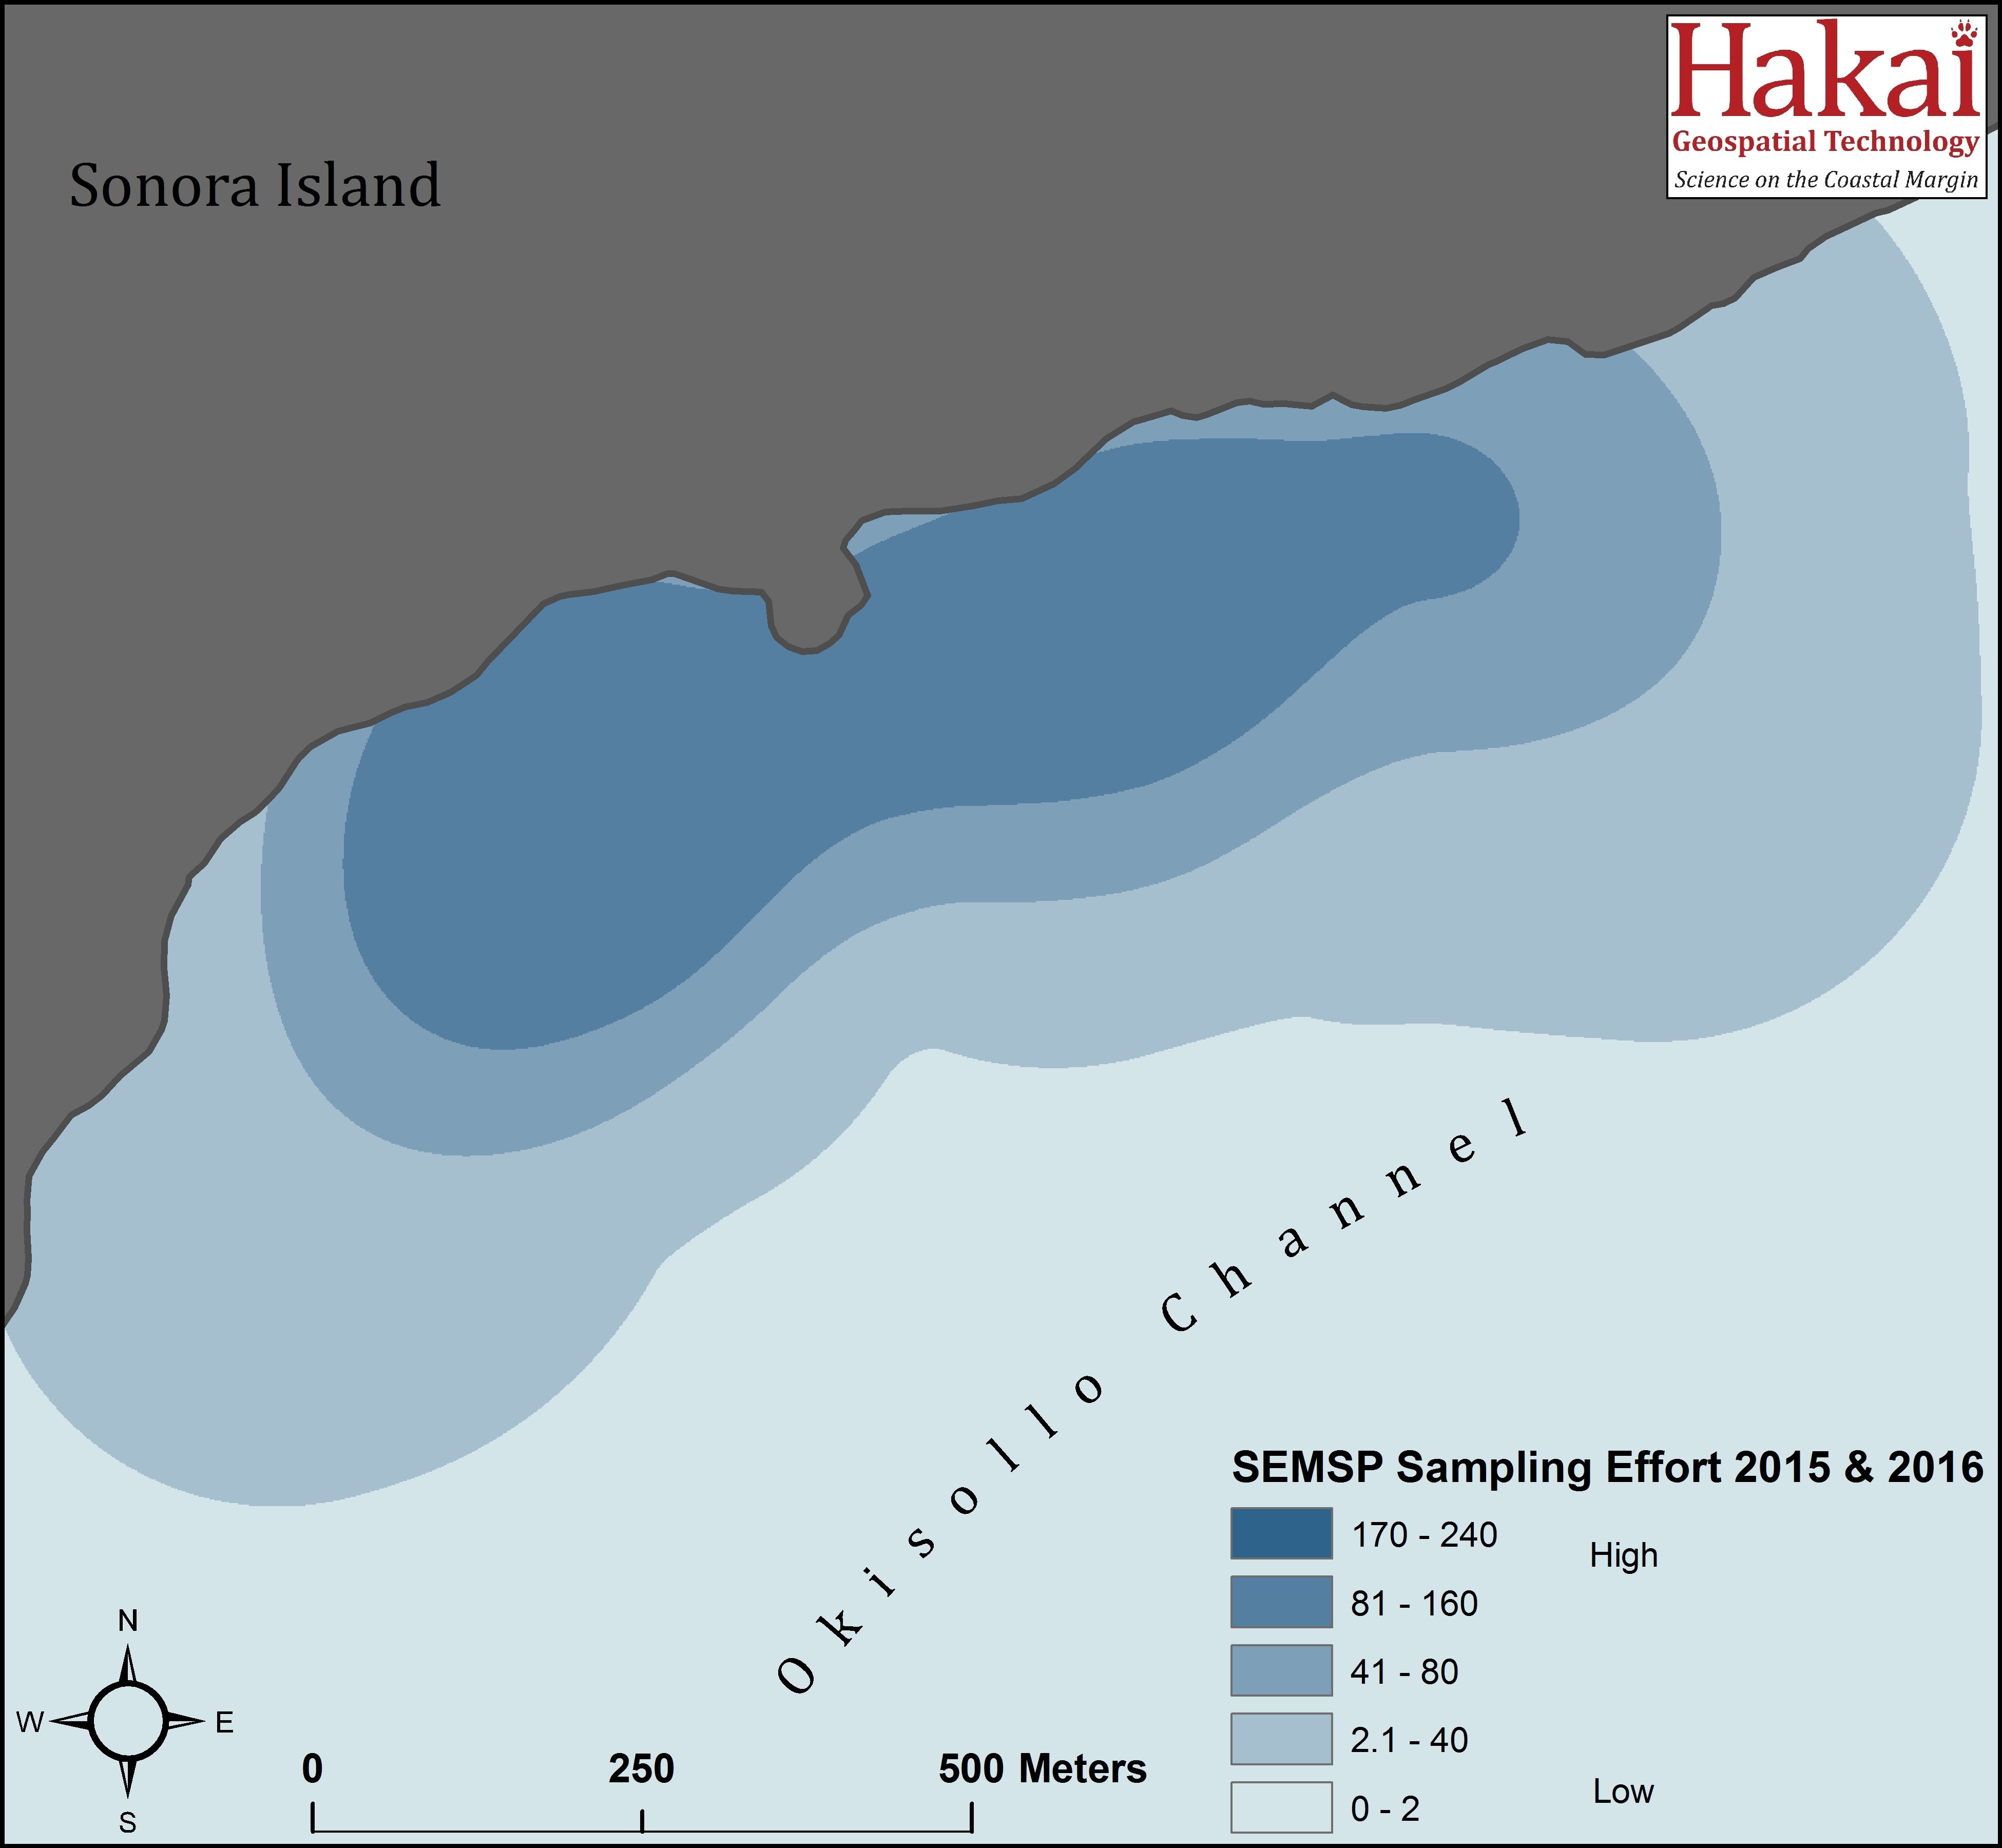 Hakai
Geospatial Technology
Science on the Coastal Margin
Sonora Island
Okisollo Channel
SEMSP Sampling Effort 2015 & 2016
170 - 240
High
81 - 160
41 - 80
2.1 - 40
Low
0 - 2
N
W E
S
0 250 500 Meters